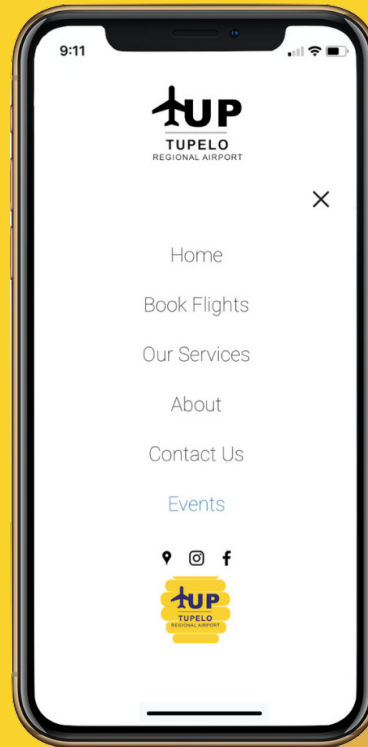 9:11
TUP
TUPELO
REGIONAL AIRPORT
Home
Book Flights
Our Services
About
Contact Us
Events
TUP
TUPELO
REGIONAL AIRPORT